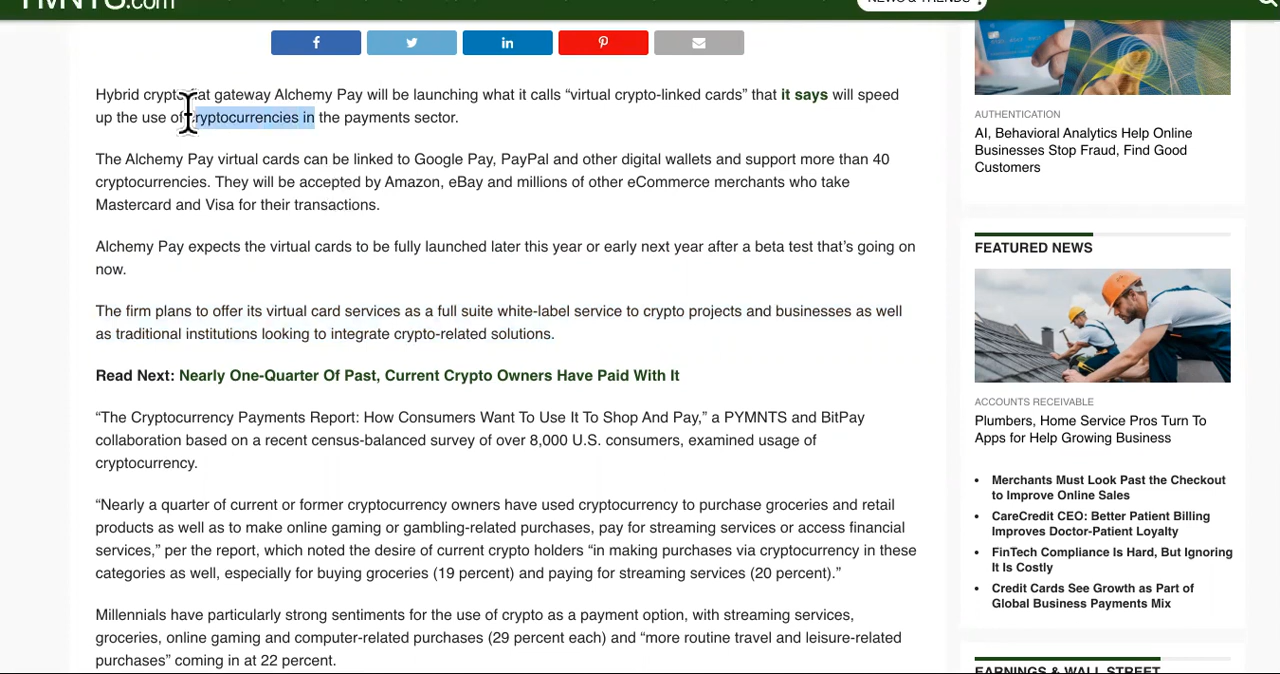 NEWS & TRENDS
Hybrid crypt at gateway Alchemy Pay will be launching what it calls “virtual crypto-linked cards” that it says will speed
up the use of ryptocurrencies in the payments sector.
The Alchemy Pay virtual cards can be linked to Google Pay, PayPal and other digital wallets and support more than 40
cryptocurrencies. They will be accepted by Amazon, eBay and millions of other eCommerce merchants who take
Mastercard and Visa for their transactions.
Alchemy Pay expects the virtual cards to be fully launched later this year or early next year after a beta test that’s going on
now.
The firm plans to offer its virtual card services as a full suite white-label service to crypto projects and businesses as well
as traditional institutions looking to integrate crypto-related solutions.
Read Next: Nearly One-Quarter Of Past, Current Crypto Owners Have Paid With It
“The Cryptocurrency Payments Report: How Consumers Want To Use It To Shop And Pay,” a PYMNTS and BitPay
collaboration based on a recent census-balanced survey of over 8,000 U.S. consumers, examined usage of
cryptocurrency.
“Nearly a quarter of current or former cryptocurrency owners have used cryptocurrency to purchase groceries and retail
products as well as to make online gaming or gambling-related purchases, pay for streaming services or access financial
services,” per the report, which noted the desire of current crypto holders “in making purchases via cryptocurrency in these
categories as well, especially for buying groceries (19 percent) and paying for streaming services (20 percent).”
Millennials have particularly strong sentiments for the use of crypto as a payment option, with streaming services,
groceries, online gaming and computer-related purchases (29 percent each) and “more routine travel and leisure-related
purchases” coming in at 22 percent.
AUTHENTICATION
AI, Behavioral Analytics Help Online
Businesses Stop Fraud, Find Good
Customers
FEATURED NEWS
ACCOUNTS RECEIVABLE
Plumbers, Home Service Pros Turn To
Apps for Help Growing Business
Merchants Must Look Past the Checkout
to Improve Online Sales
CareCredit CEO: Better Patient Billing
Improves Doctor-Patient Loyalty
FinTech Compliance Is Hard, But Ignoring
It Is Costly
Credit Cards See Growth as Part of
Global Business Payments Mix
EARNINGS & WALL STREET